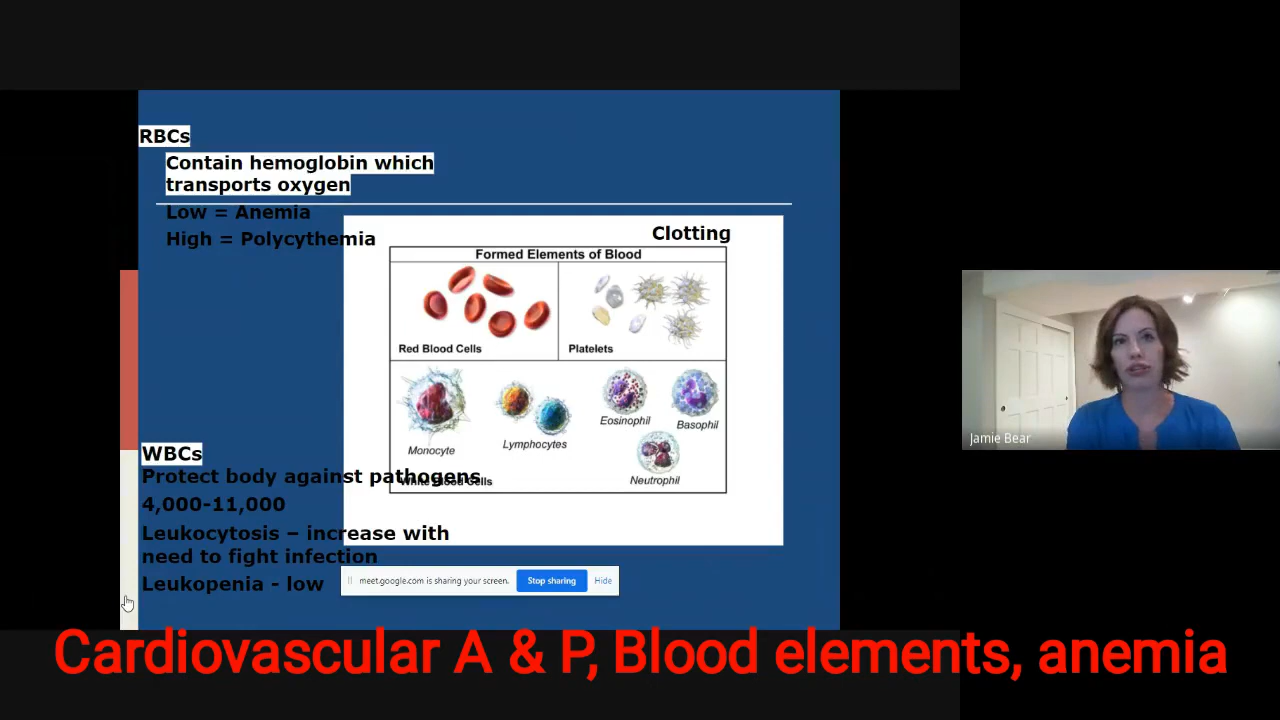 RBCs
Contain hemoglobin which
transports oxygen
Low = Anemia
High = Polycythemia
Clotting
Formed Elements of Blood
Red Blood Cells
Platelets
Monocyte
Lymphocytes
Eosinophil
Basophil
Neutrophil
White Blood Cells
WBCs
Protect body against pathogens
4,000-11,000
Leukocytosis – increase with
need to fight infection
Leukopenia - low
meet.google.com is sharing your screen.
Stop sharing
Hide
Jamie Bear
Cardiovascular A & P, Blood elements, anemia